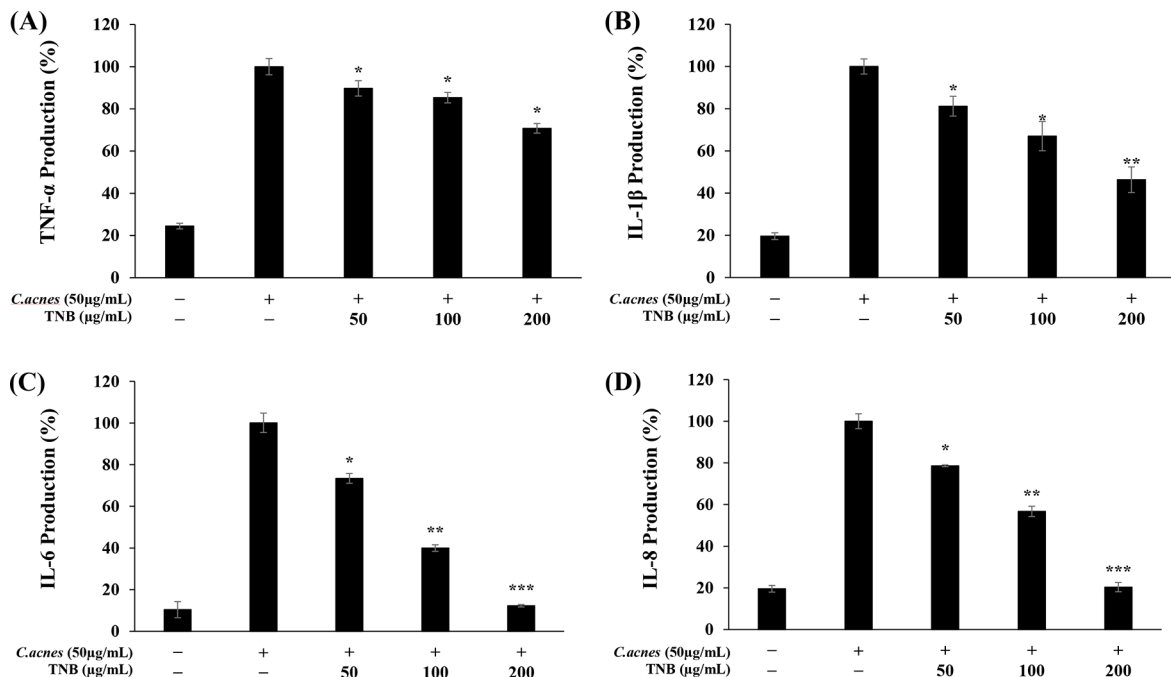 (A)
TNF-α Production (%)
120
100
80
60
40
20
0
* * *
C.acnes (50µg/mL) − + + + +
TNB (µg/mL) − − 50 100 200
(B)
IL-1β Production (%)
120
100
80
60
40
20
0
* * **
C.acnes (50µg/mL) − + + + +
TNB (µg/mL) − − 50 100 200
(C)
IL-6 Production (%)
120
100
80
60
40
20
0
* ** ***
C.acnes (50µg/mL) − + + + +
TNB (µg/mL) − − 50 100 200
(D)
IL-8 Production (%)
120
100
80
60
40
20
0
* ** ***
C.acnes (50µg/mL) − + + + +
TNB (µg/mL) − − 50 100 200